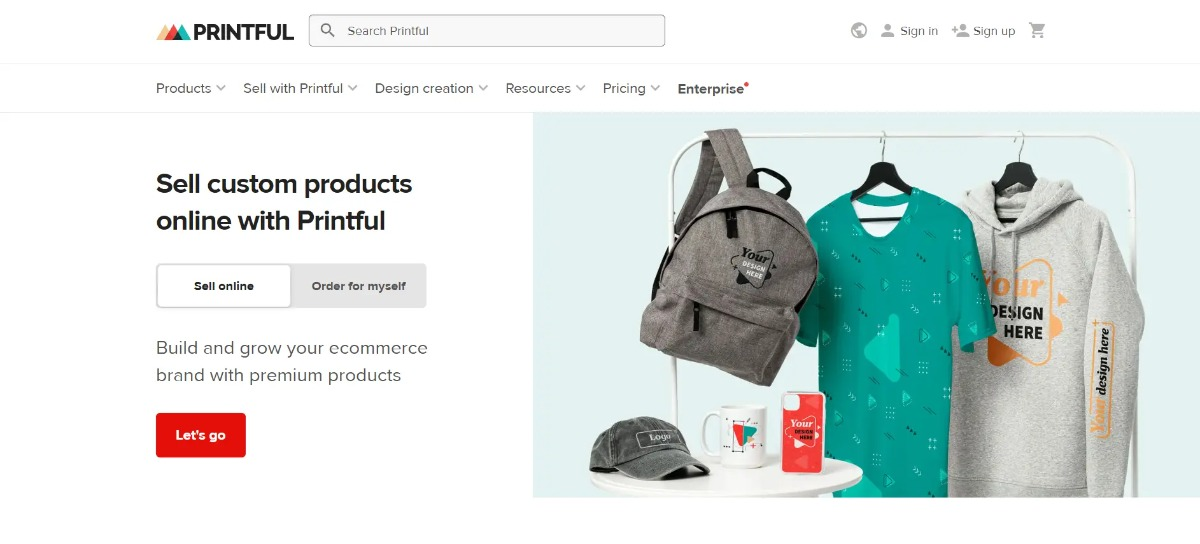 PRINTFUL
Search Printful
Sign in
Sign up
Products
Sell with Printful
Design creation
Resources
Pricing
Enterprise
Sell custom products
online with Printful
Sell online
Order for myself
Build and grow your ecommerce
brand with premium products
Let's go
Your
DESIGN
HERE
Your
DESIGN
HERE
Your design here
Logo
Your
DESIGN
HERE